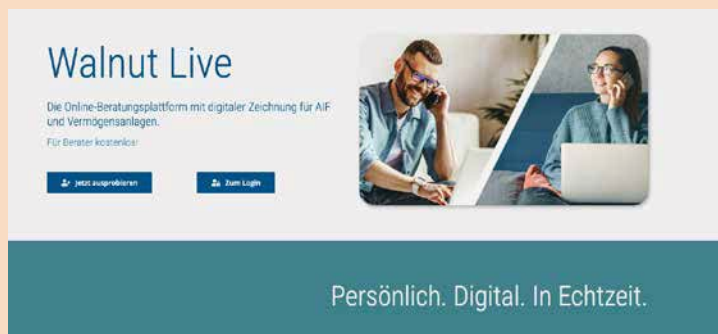 Walnut Live
Die Online-Beratungsplattform mit digitaler Zeichnung für AIF
und Vermögensanlagen.
Für Berater kostenlos!
Jetzt ausprobieren
Zum Login
Persönlich. Digital. In Echtzeit.